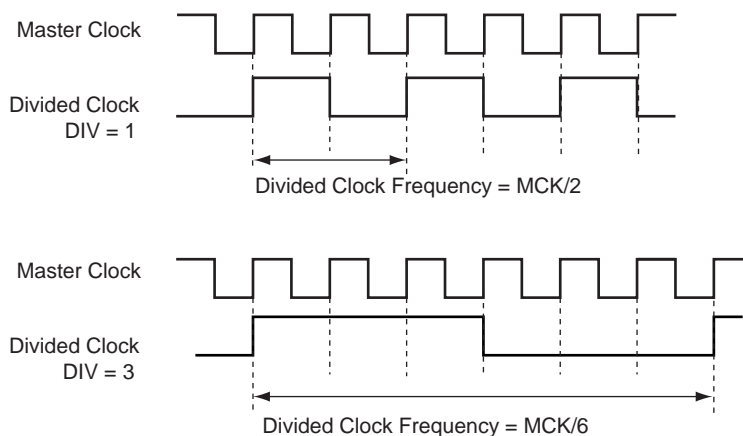 Master Clock
Divided Clock
DIV = 1
Divided Clock Frequency = MCK/2
Master Clock
Divided Clock
DIV = 3
Divided Clock Frequency = MCK/6